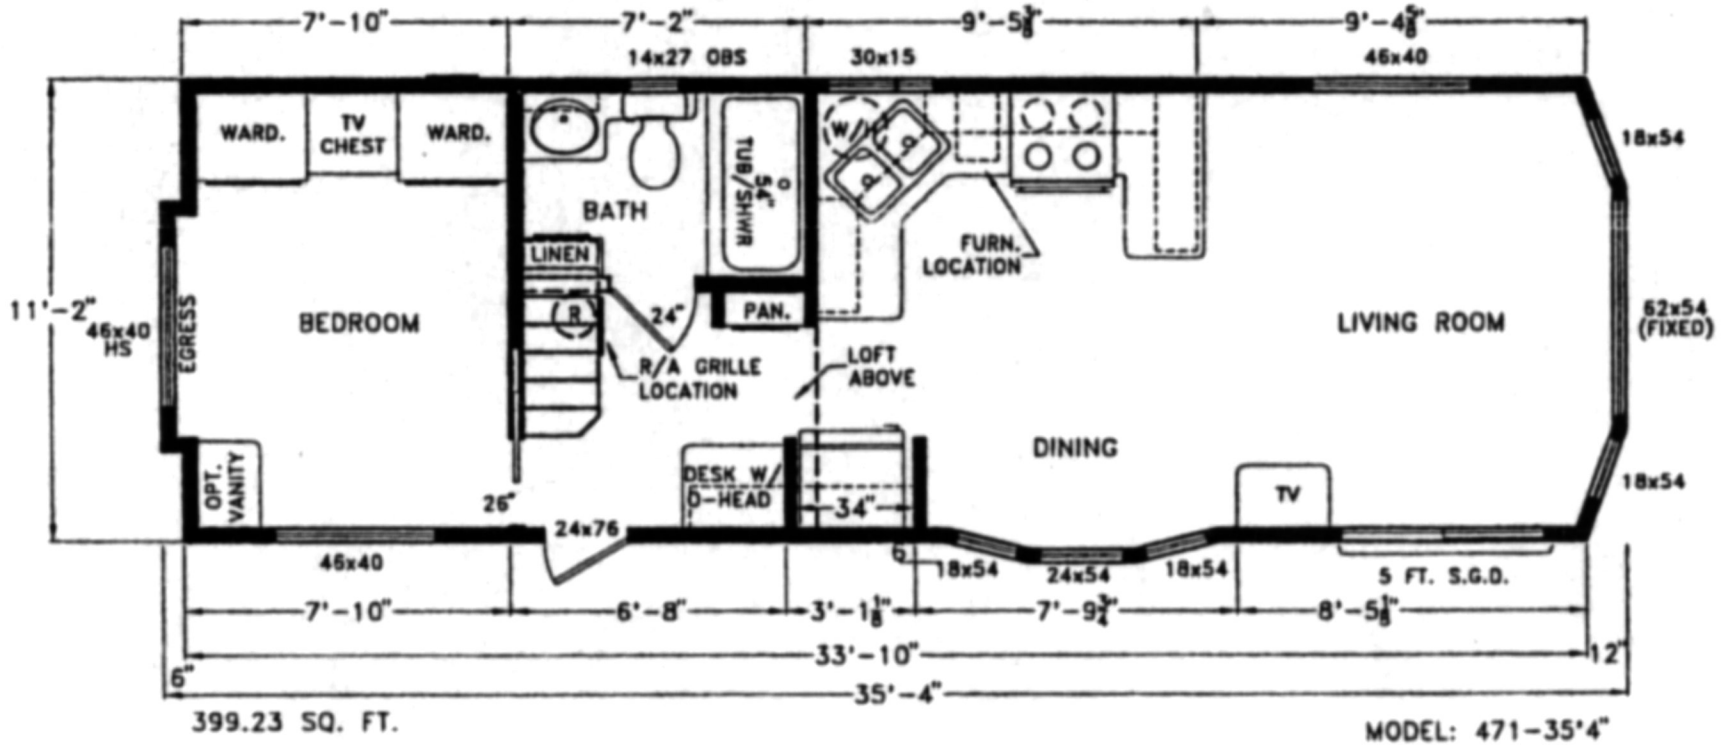 7'-10" 7'-2" 9'-5⅜" 9'-4⅝"
14x27 OBS 30x15 46x40
WARD. TV CHEST WARD.
W/
18x54
TUB/SHWR
54"
BATH
LINEN
FURN.
LOCATION
11'-2"
46x40
HS
EGRESS
BEDROOM
R
24"
PAN.
LIVING ROOM
62x54
(FIXED)
R/A GRILLE
LOCATION
LOFT
ABOVE
DINING
OPT.
VANITY
DESK W/
O-HEAD
34"
TV
18x54
26"
24x76
46x40
18x54 24x54 18x54
5 FT. S.G.D.
7'-10" 6'-8" 3'-1⅛" 7'-9¾" 8'-5⅛"
33'-10" 12"
6"
35'-4"
399.23 SQ. FT.
MODEL: 471-35'4"